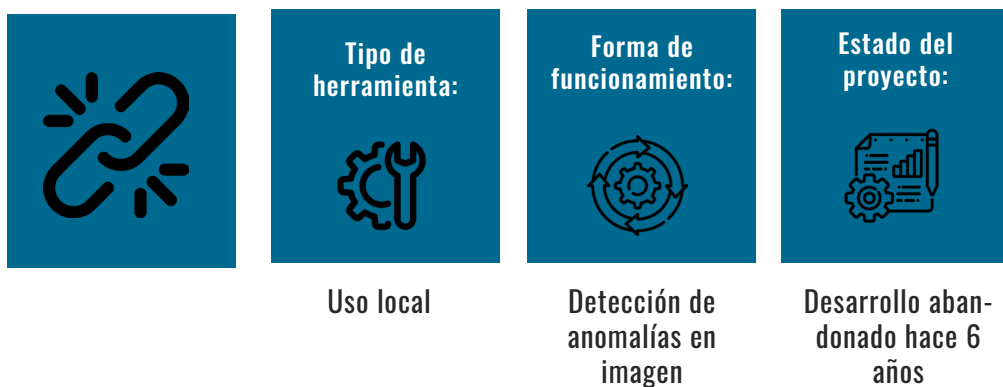 Tipo de
herramienta:
Uso local
Forma de
funcionamiento:
Detección de
anomalías en
imagen
Estado del
proyecto:
Desarrollo aban-
donado hace 6
años